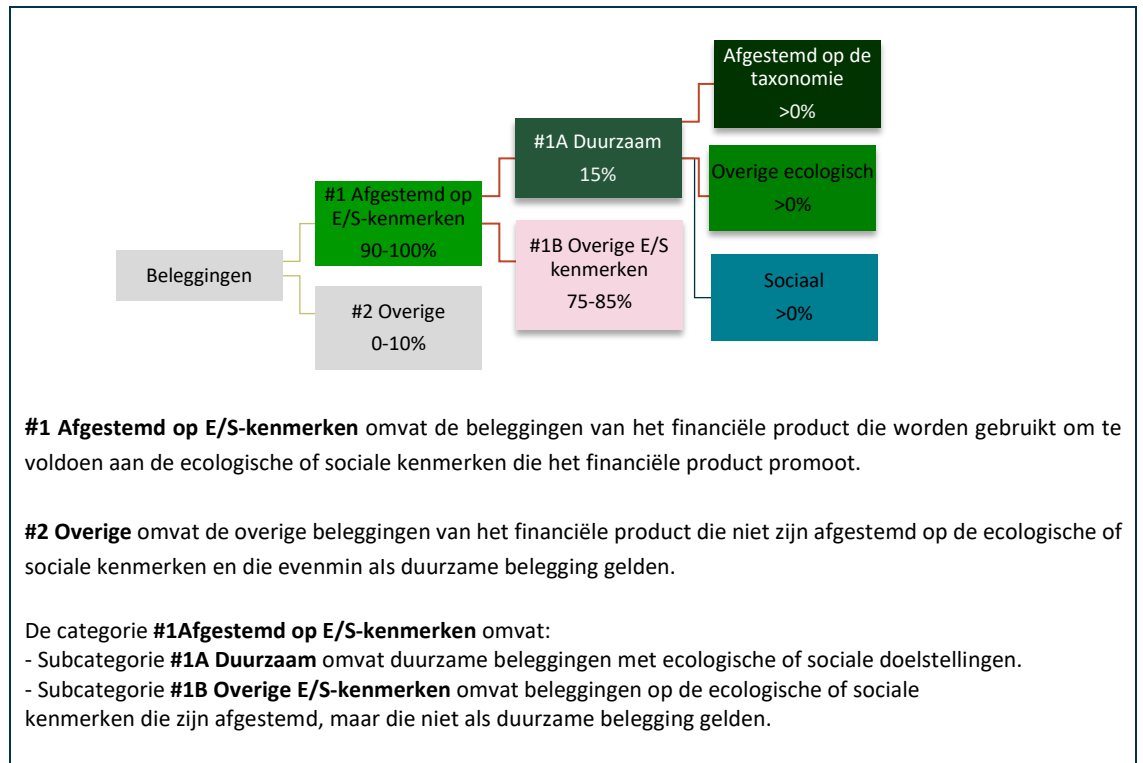 Afgestemd op de
taxonomie
>0%
#1A Duurzaam
15%
Overige ecologisch
>0%
#1 Afgestemd op
E/S-kenmerken
90-100%
#1B Overige E/S
kenmerken
75-85%
Beleggingen
Sociaal
>0%
#2 Overige
0-10%
#1 Afgestemd op E/S-kenmerken omvat de beleggingen van het financiële product die worden gebruikt om te
voldoen aan de ecologische of sociale kenmerken die het financiële product promoot.
#2 Overige omvat de overige beleggingen van het financiële product die niet zijn afgestemd op de ecologische of
sociale kenmerken en die evenmin als duurzame belegging gelden.
De categorie #1Afgestemd op E/S-kenmerken omvat:
- Subcategorie #1A Duurzaam omvat duurzame beleggingen met ecologische of sociale doelstellingen.
- Subcategorie #1B Overige E/S-kenmerken omvat beleggingen op de ecologische of sociale
kenmerken die zijn afgestemd, maar die niet als duurzame belegging gelden.